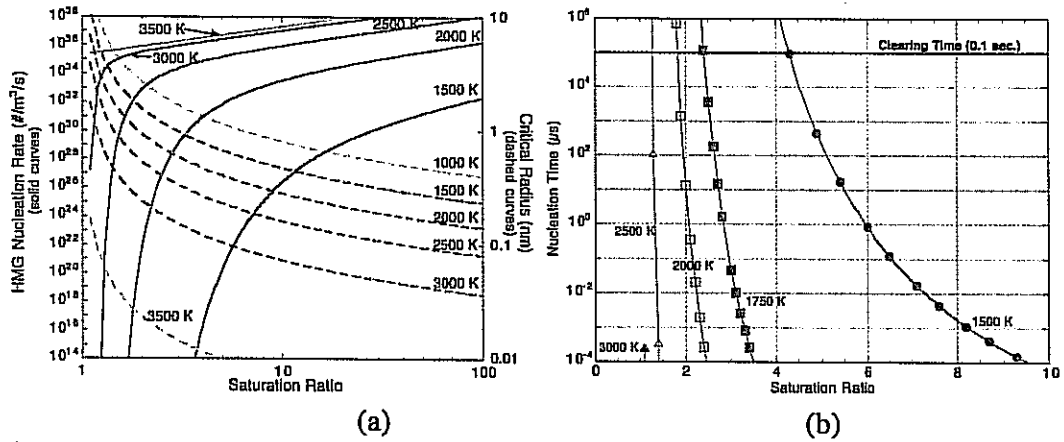 HMG Nucleation Rate (#/m³/s)
(solid curves)
10³⁸
10³⁶
10³⁴
10³²
10³⁰
10²⁸
10²⁶
10²⁴
10²²
10²⁰
10¹⁸
10¹⁶
10¹⁴
3500 K
3000 K
2500 K
2000 K
1500 K
1000 K
1500 K
2000 K
2500 K
3000 K
3500 K
10
1
0.1
0.01
Critical Radius (nm)
(dashed curves)
1 10 100
Saturation Ratio
(a)
Nucleation Time (µs)
10⁶
10⁴
10²
10⁰
10⁻²
10⁻⁴
Clearing Time (0.1 sec.)
2500 K
2000 K
1750 K
1500 K
3000 K
0 2 4 6 8 10
Saturation Ratio
(b)